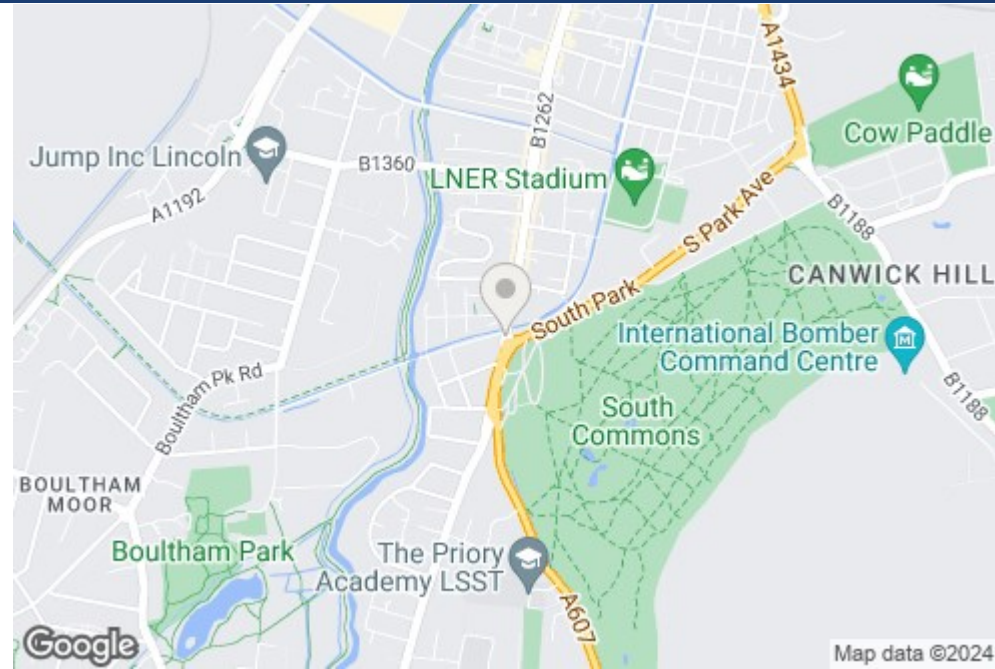 A1434
Cow Paddle
B1262
Jump Inc Lincoln
B1360
LNER Stadium
A1192
S Park Ave
B1188
CANWICK HILL
South Park
International Bomber
Command Centre
Boultham Pk Rd
B1188
South
Commons
BOULTHAM
MOOR
Boultham Park
The Priory
Academy LSST
A607
Google
Map data ©2024